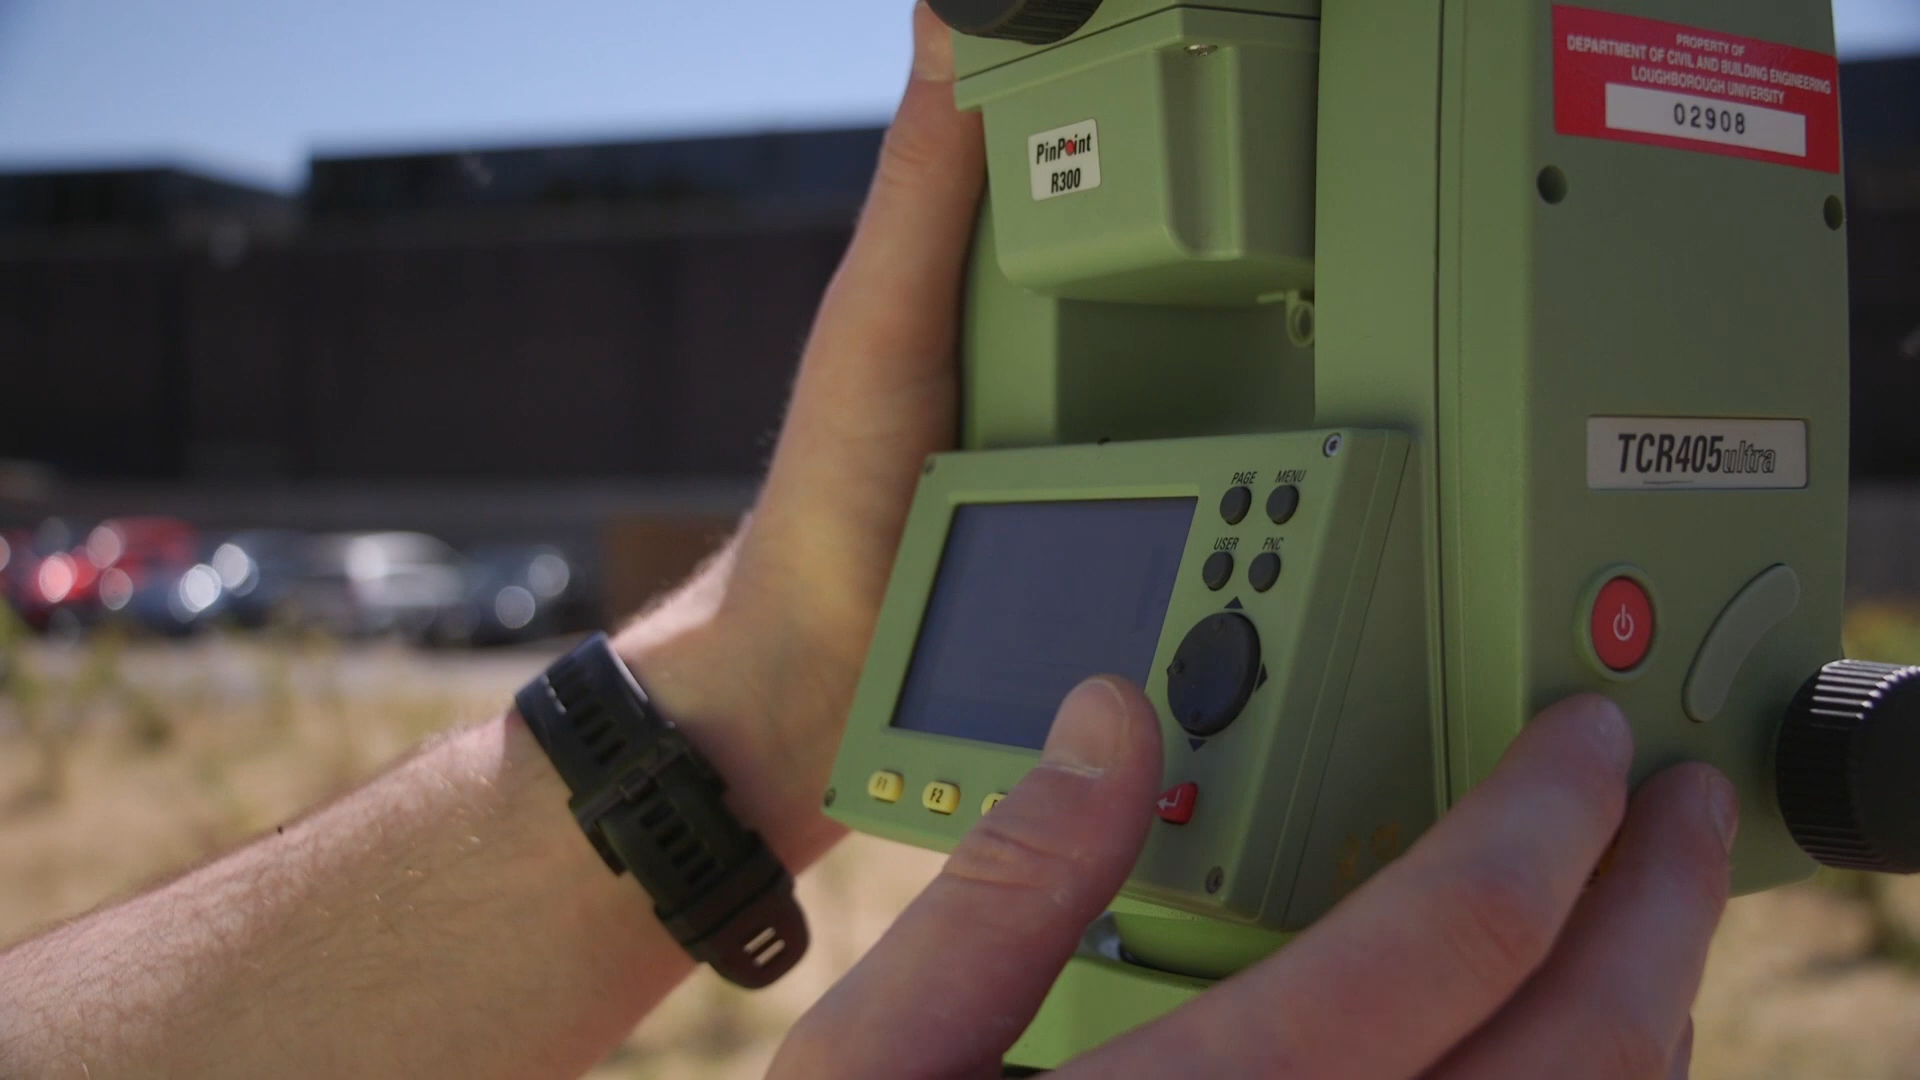 PROPERTY OF
DEPARTMENT OF CIVIL AND BUILDING ENGINEERING
LOUGHBOROUGH UNIVERSITY
02908
PinPoint
R300
TCR405ultra
PAGE MENU
USER FNC
F1 F2